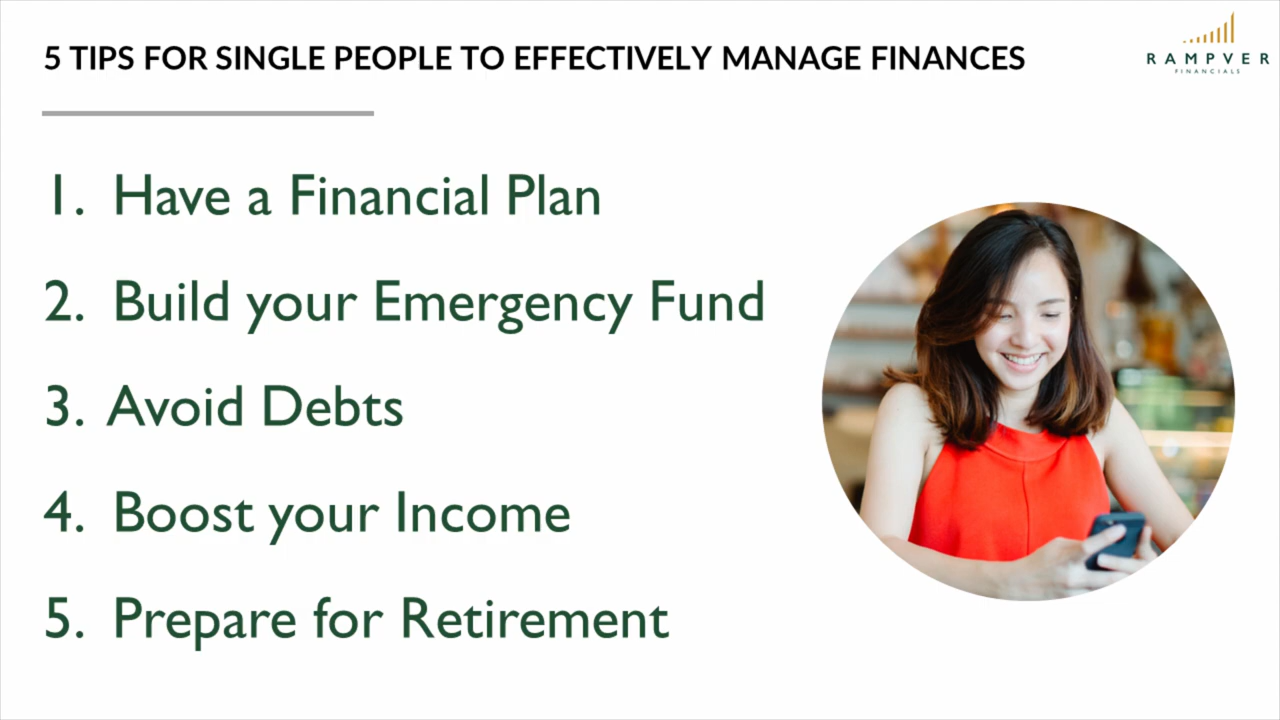 5 TIPS FOR SINGLE PEOPLE TO EFFECTIVELY MANAGE FINANCES
RAMPVER
FINANCIALS
1. Have a Financial Plan
2. Build your Emergency Fund
3. Avoid Debts
4. Boost your Income
5. Prepare for Retirement